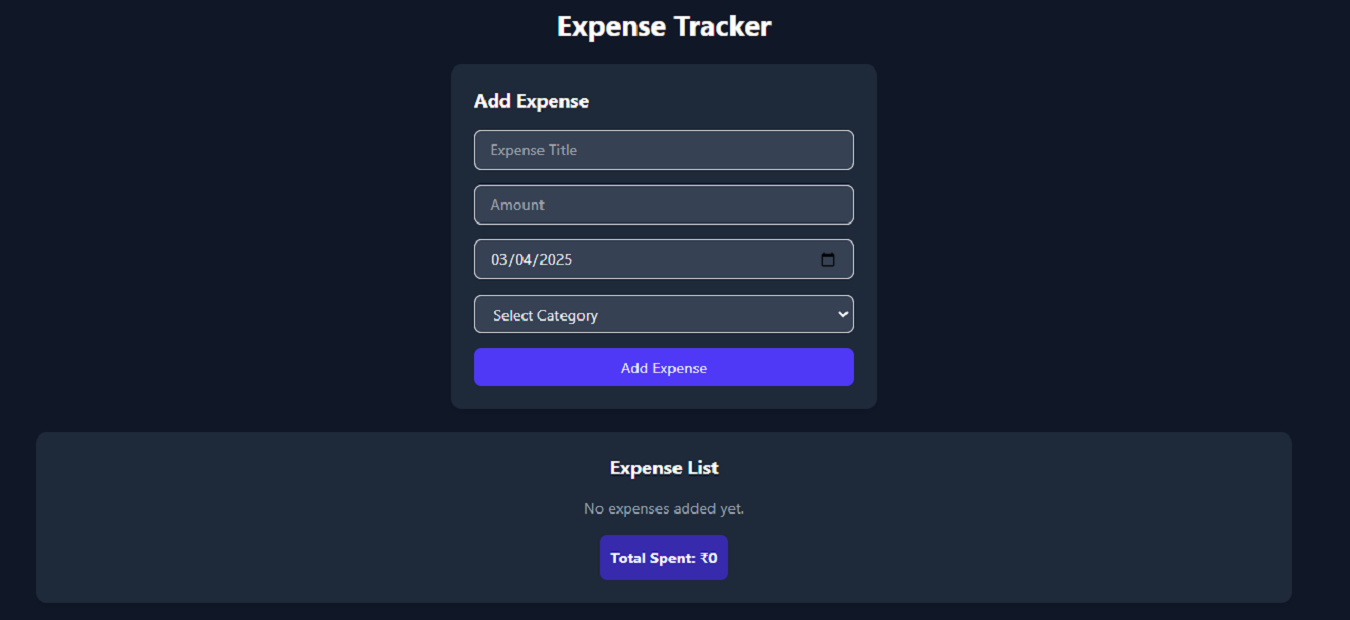 Expense Tracker
Add Expense
Expense Title
Amount
03/04/2025
Select Category
Add Expense
Expense List
No expenses added yet.
Total Spent: ₹0